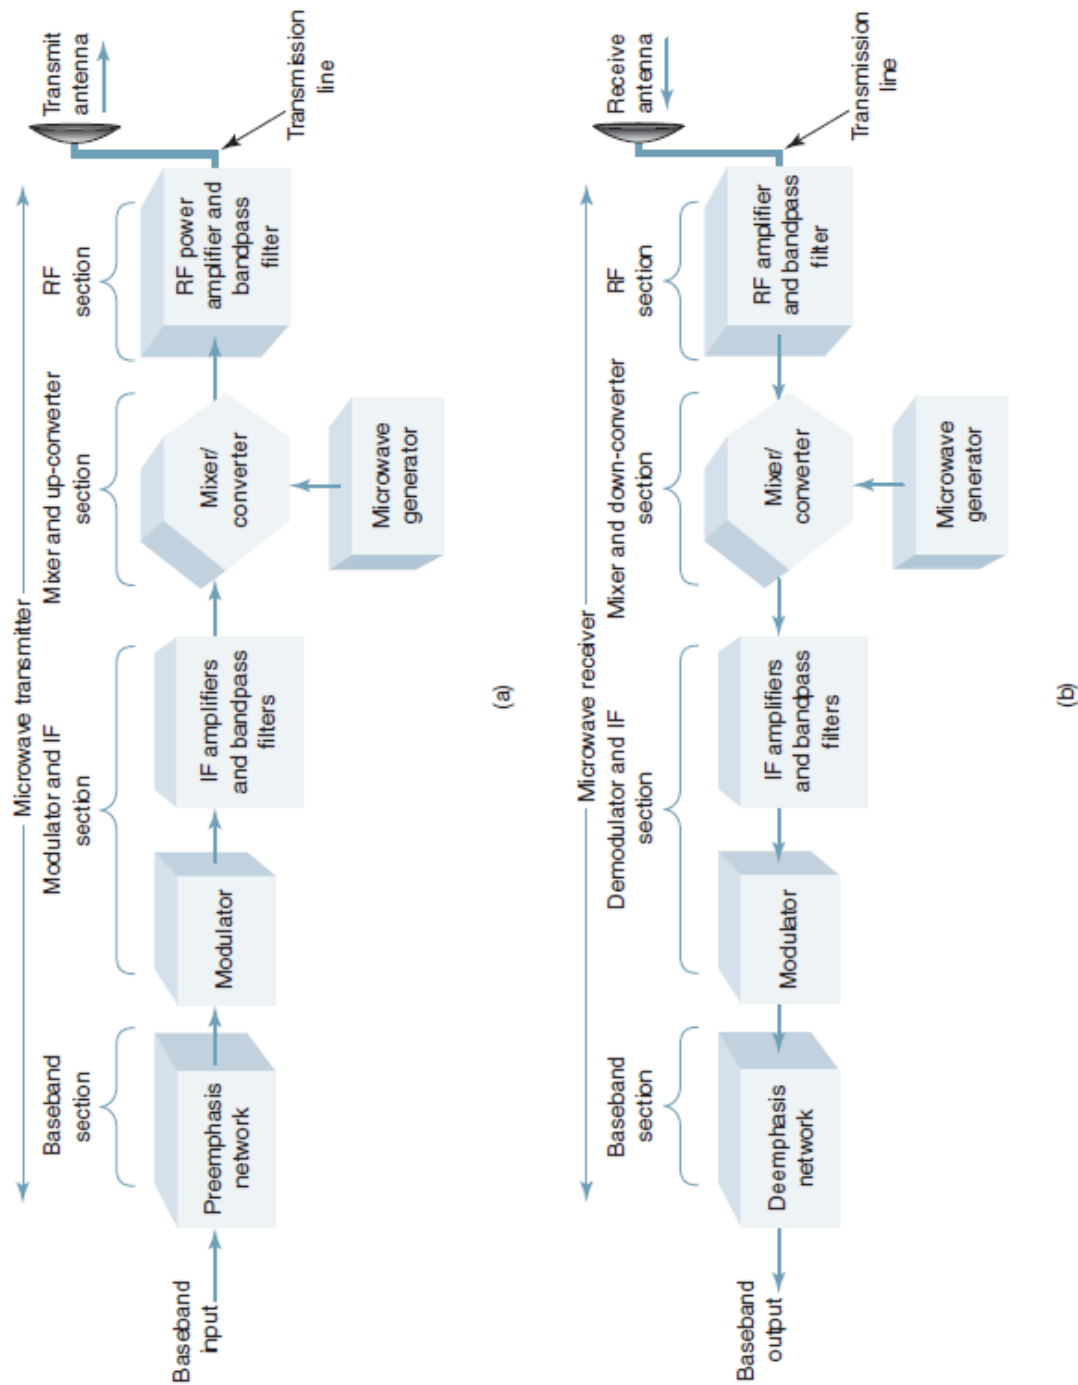 Microwave transmitter
Baseband
section
Modulator and IF
section
Mixer and up-converter
section
RF
section
Transmit
antenna
Baseband
input
Preemphasis
network
Modulator
IF amplifiers
and bandpass
filters
Mixer/
converter
RF power
amplifier and
bandpass
filter
Transmission
line
Microwave
generator
(a)
Microwave receiver
Baseband
section
Demodulator and IF
section
Mixer and down-converter
section
RF
section
Receive
antenna
Baseband
output
Deemphasis
network
Modulator
IF amplifiers
and bandpass
filters
Mixer/
converter
RF amplifier
and bandpass
filter
Transmission
line
Microwave
generator
(b)